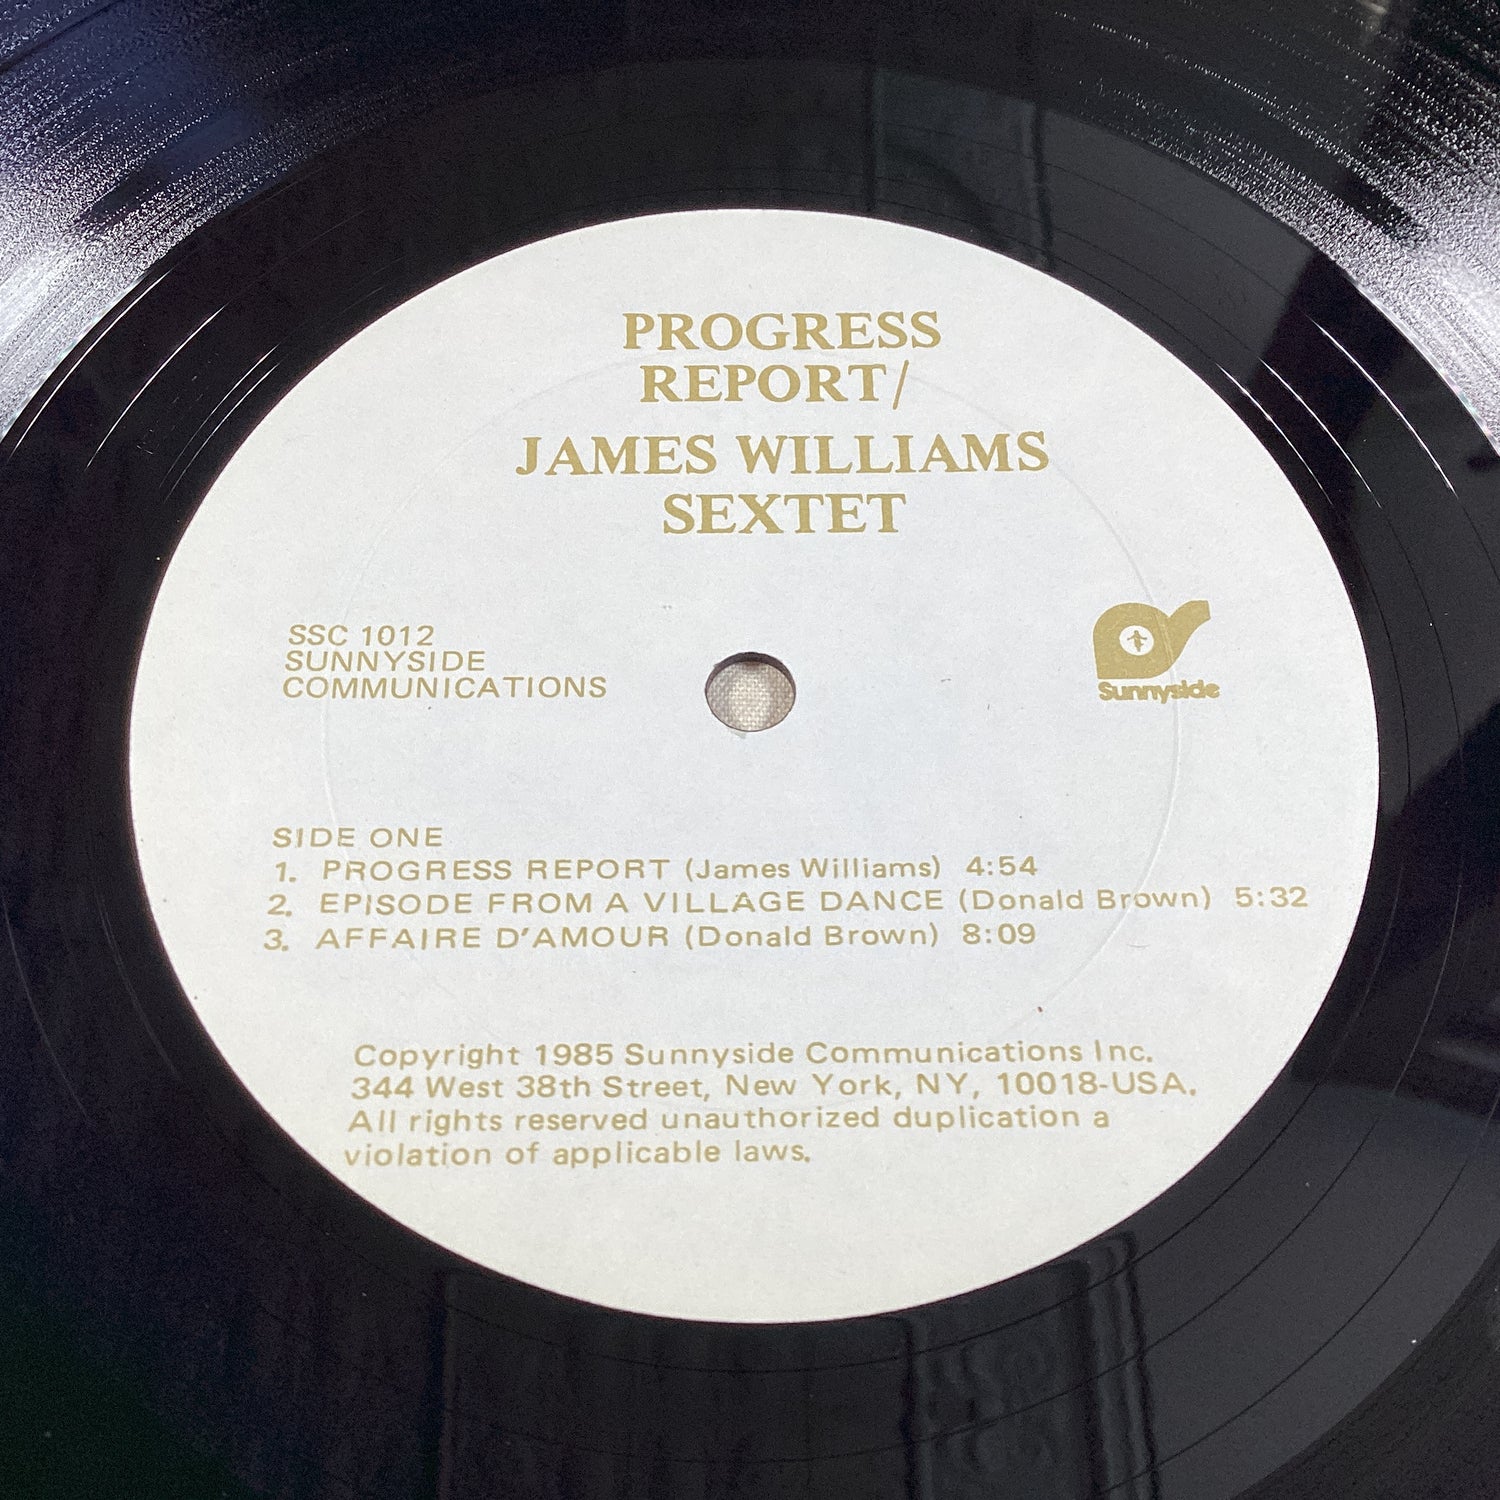 PROGRESS
REPORT/
JAMES WILLIAMS
SEXTET
SSC 1012
SUNNYSIDE
COMMUNICATIONS
Sunnyside
SIDE ONE
1. PROGRESS REPORT (James Williams) 4:54
2. EPISODE FROM A VILLAGE DANCE (Donald Brown) 5:32
3. AFFAIRE D'AMOUR (Donald Brown) 8:09
Copyright 1985 Sunnyside Communications Inc.
344 West 38th Street, New York, NY, 10018-USA.
All rights reserved unauthorized duplication a
violation of applicable laws.